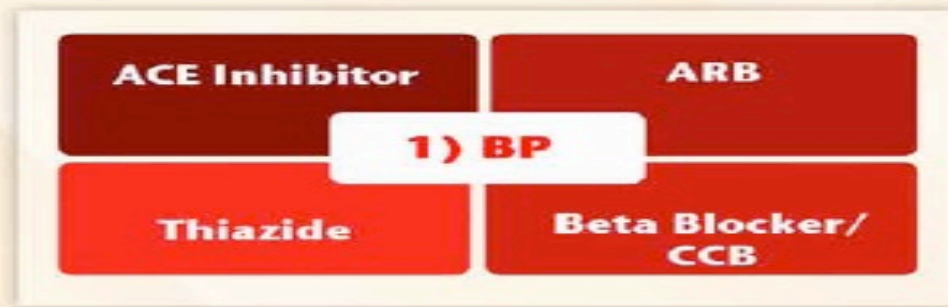 ACE Inhibitor
ARB
1) BP
Thiazide
Beta Blocker/
CCB